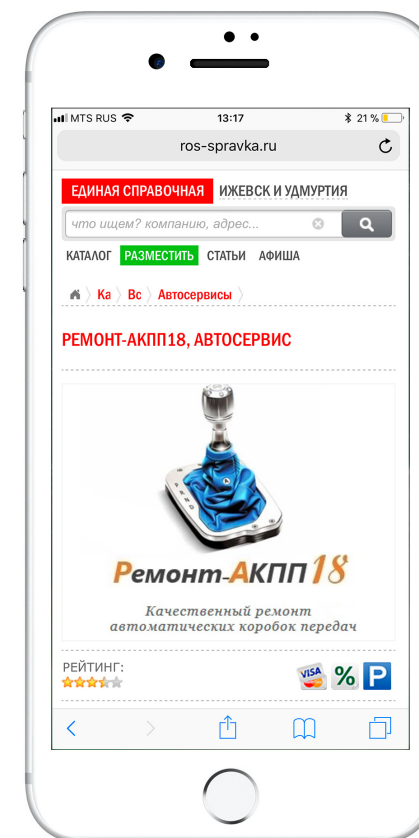 MTS RUS 13:17 21 %
ros-spravka.ru
ЕДИНАЯ СПРАВОЧНАЯ ИЖЕВСК И УДМУРТИЯ
что ищем? компанию, адрес...
КАТАЛОГ РАЗМЕСТИТЬ СТАТЬИ АФИША
Ка Вс Автосервисы
РЕМОНТ-АКПП18, АВТОСЕРВИС
Ремонт-АКПП18
Качественный ремонт
автоматических коробок передач
РЕЙТИНГ:
VISA % P